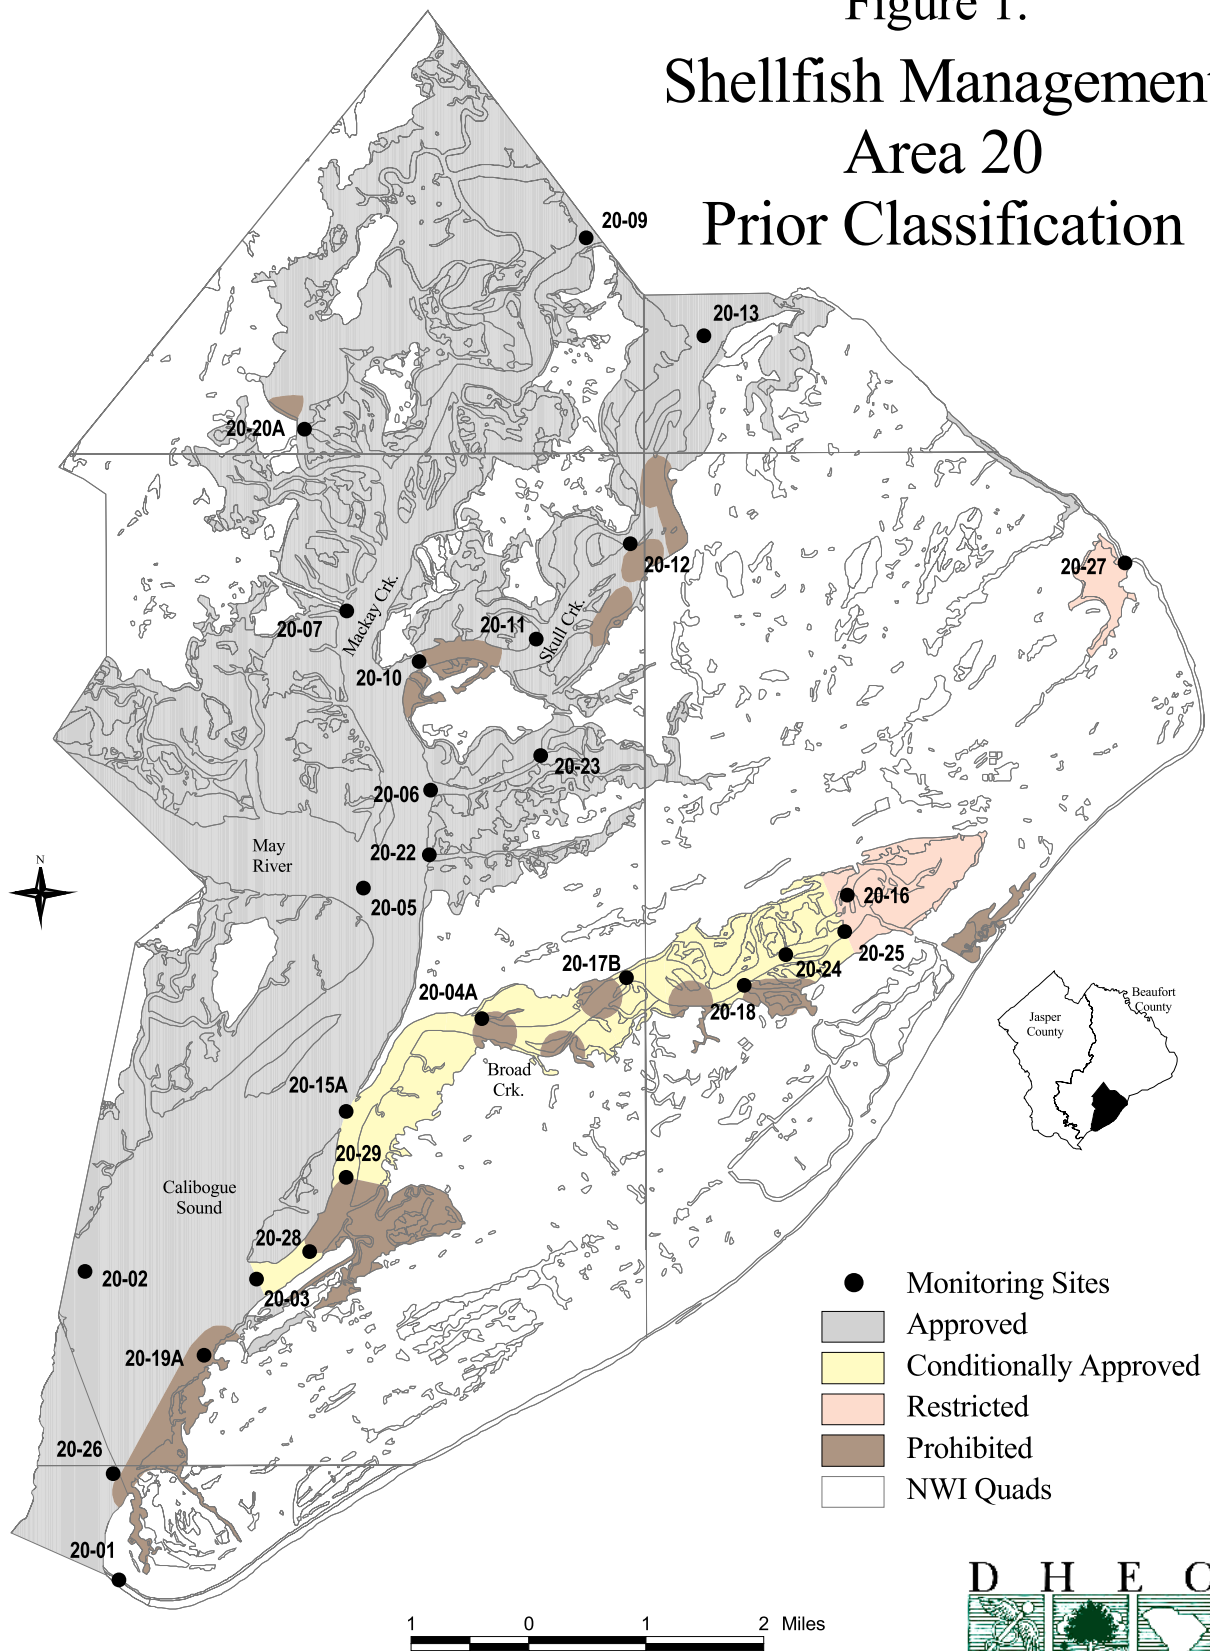 Figure 1.
Shellfish Management
Area 20
Prior Classification
20-09
20-13
20-20A
20-12
20-27
20-07
Mackay Crk.
20-11
Skull Crk.
20-10
20-23
20-06
May
River
20-22
20-05
N
20-16
20-25
20-17B
20-24
20-04A
20-18
Broad
Crk.
Beaufort
County
Jasper
County
20-15A
20-29
Calibogue
Sound
20-28
20-02
20-03
20-19A
20-26
20-01
Monitoring Sites
Approved
Conditionally Approved
Restricted
Prohibited
NWI Quads
D H E C
1 0 1 2 Miles